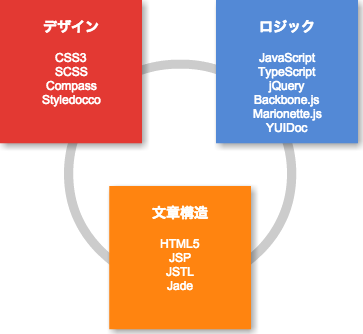 デザイン
CSS3
SCSS
Compass
Styledocco
ロジック
JavaScript
TypeScript
jQuery
Backbone.js
Marionette.js
YUIDoc
文章構造
HTML5
JSP
JSTL
Jade